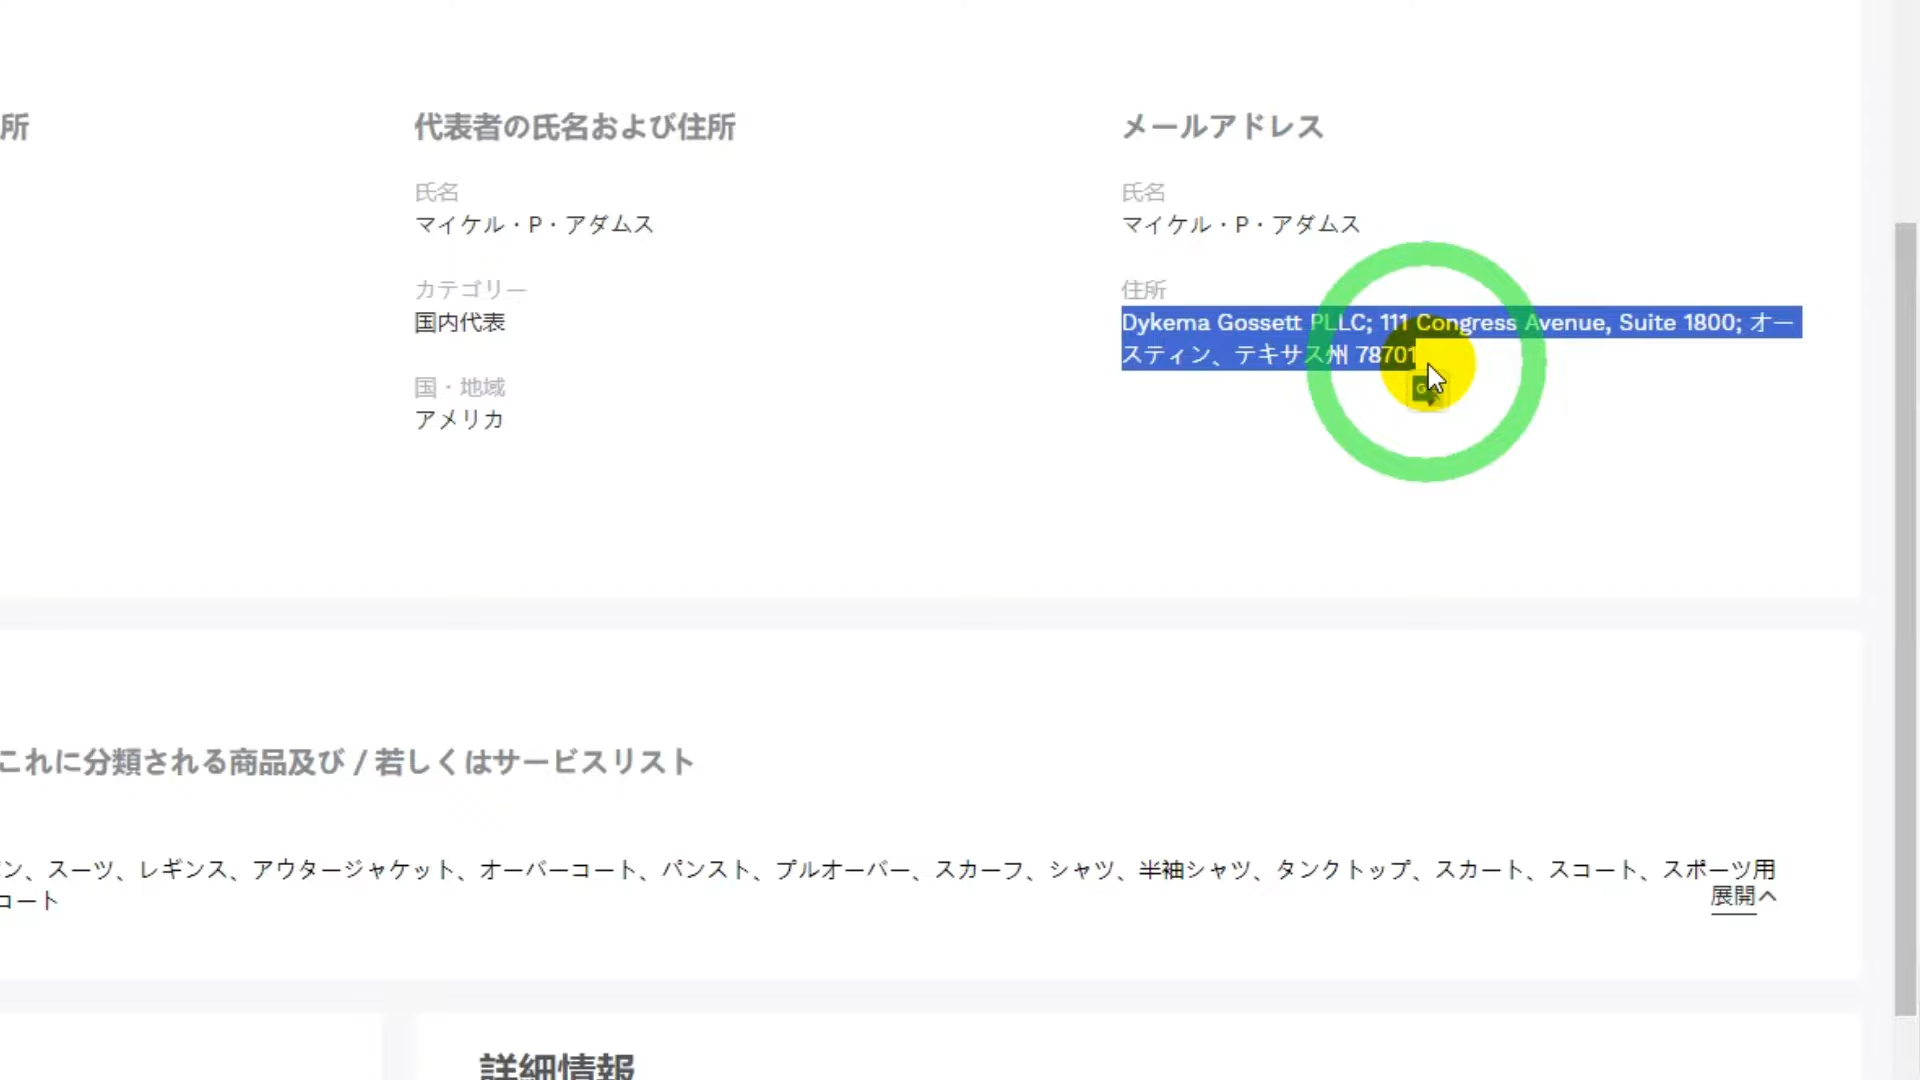 所
代表者の氏名および住所
氏名
マイケル・P・アダムス
カテゴリー
国内代表
国・地域
アメリカ
メールアドレス
氏名
マイケル・P・アダムス
住所
Dykema Gossett PLLC; 111 Congress Avenue, Suite 1800; オー
スティン、テキサス州 78701
これに分類される商品及び / 若しくはサービスリスト
ン、スーツ、レギンス、アウタージャケット、オーバーコート、パンスト、プルオーバー、スカーフ、シャツ、半袖シャツ、タンクトップ、スカート、スコート、スポーツ用
コート
展開へ
詳細情報